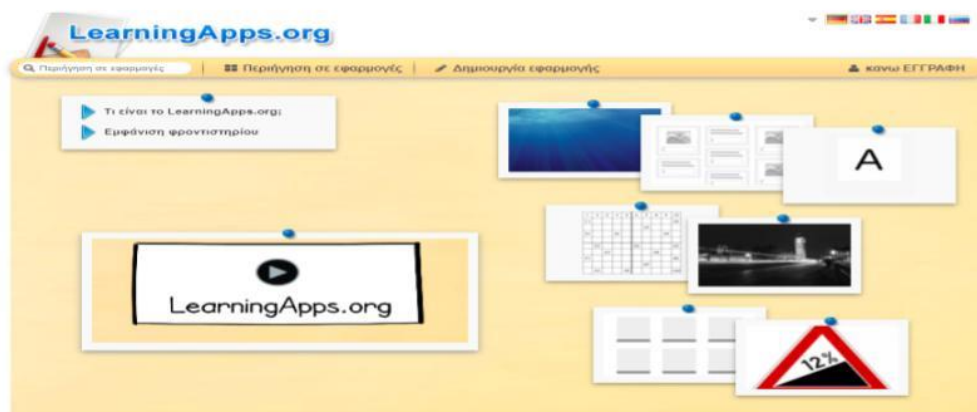 LearningApps.org
Περιήγηση σε εφαρμογές
Περιήγηση σε εφαρμογές
Δημιουργία εφαρμογής
κανω ΕΓΓΡΑΦΗ
Τι είναι το LearningApps.org;
Εμφάνιση φροντιστηρίου
A
LearningApps.org
12%